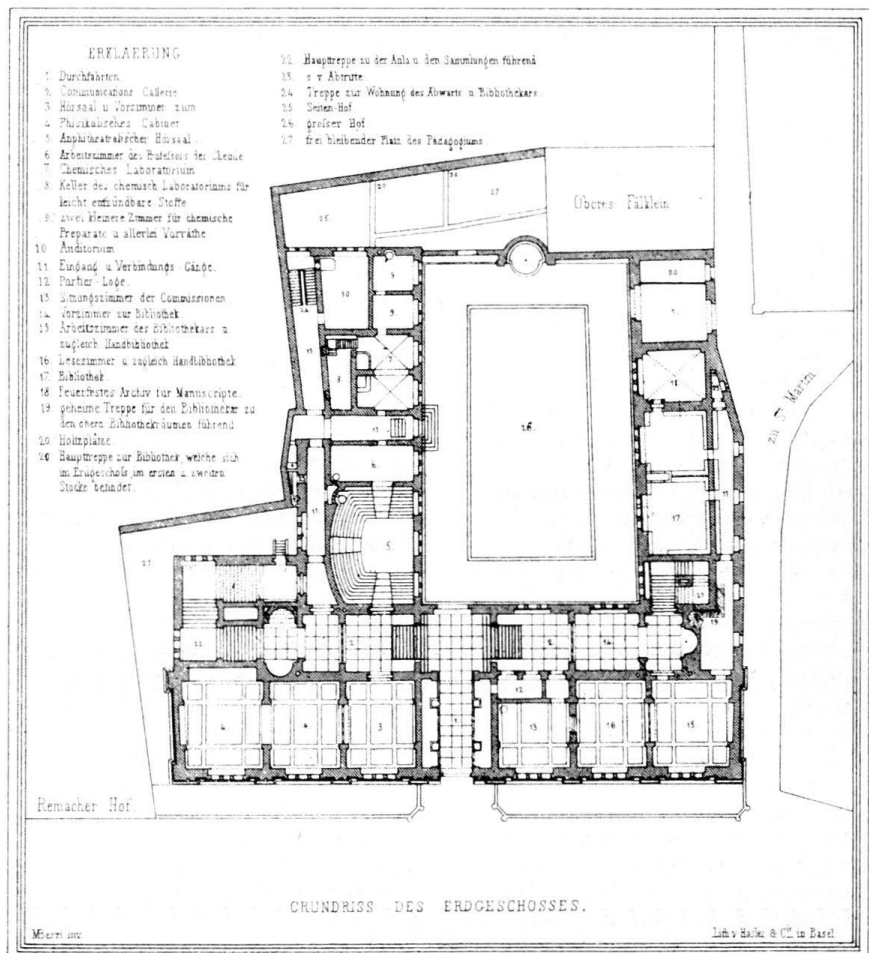 ERKLAERUNG
1. Durchfahrten
2. Communications Gallerie
3. Hörsaal u Vorzimmer zum
4. Phisikalisches Cabinet
5. Amphitheatralischer Hörsaal
6. Arbeitszimmer des Professors der Chemie
7. Chemisches Laboratorium
8. Keller des chemisch Laboratoriums für
leicht entzündbare Stoffe
9. zwei kleinere Zimmer für chemische
Preparate u allerlei Vorräthe
10. Auditorium
11. Eingang u Verbindungs-Gänge.
12. Portier-Loge.
13. Sitzungszimmer der Commissionen
14. Vorzimmer zur Bibliothek
15. Arbeitszimmer des Bibliothekars u
zugleich Handbibliothek
16. Lesezimmer u zugleich Handbibliothek
17. Bibliothek
18. Feuerfestes Archiv für Manuscripte.
19. geheime Treppe für den Bibliothekar zu
den obern Bibliothekräumen führend
20. Holtzplätze.
20. Haupttreppe zur Bibliothek, welche sich
im Erdgeschoss, im ersten u zweiten
Stocke befindet.
22. Haupttreppe zu der Aula u den Sammlungen führend
23. s v Abtritte.
24. Treppe zur Wohnung des Abwarts u Bibliothekars.
25. Seiten-Hof
26. grosser Hof
27. frei bleibender Platz des Pädagogiums
Oberes Fälklein
zu St Martin
Remacher Hof.
GRUNDRISS DES ERDGESCHOSSES.
M Berri inv
Lith v Hasler & Cie in Basel.